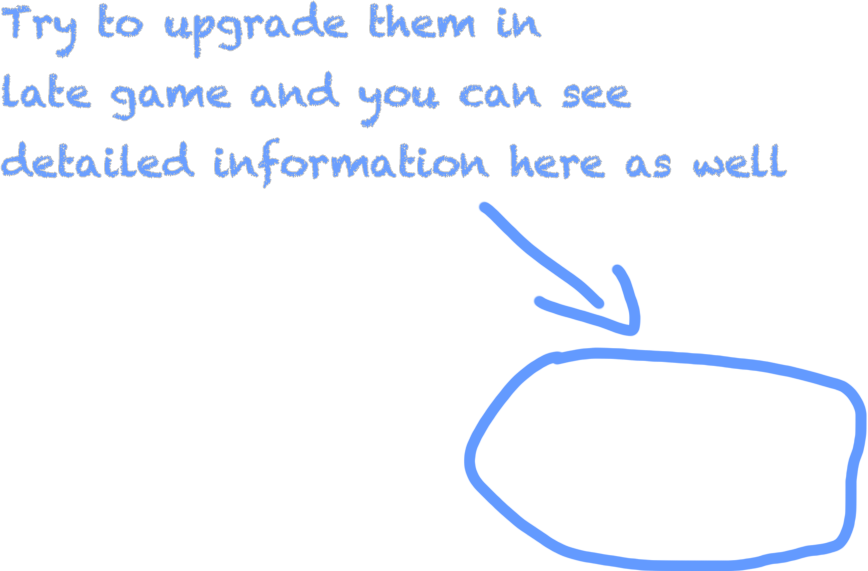 Try to upgrade them in
late game and you can see
detailed information here as well